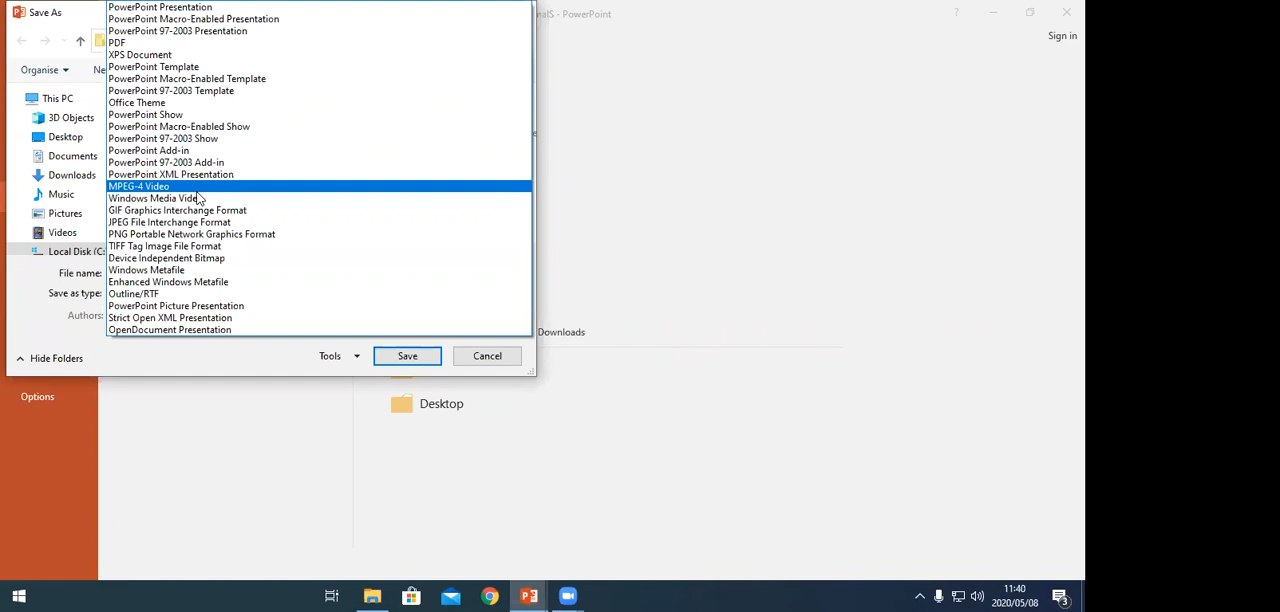 Save As
nalS - PowerPoint
Sign in
Organise
Ne
This PC
3D Objects
Desktop
Documents
Downloads
Music
Pictures
Videos
Local Disk (C:
PowerPoint Presentation
PowerPoint Macro-Enabled Presentation
PowerPoint 97-2003 Presentation
PDF
XPS Document
PowerPoint Template
PowerPoint Macro-Enabled Template
PowerPoint 97-2003 Template
Office Theme
PowerPoint Show
PowerPoint Macro-Enabled Show
PowerPoint 97-2003 Show
PowerPoint Add-in
PowerPoint 97-2003 Add-in
PowerPoint XML Presentation
MPEG-4 Video
Windows Media Video
GIF Graphics Interchange Format
JPEG File Interchange Format
PNG Portable Network Graphics Format
TIFF Tag Image File Format
Device Independent Bitmap
Windows Metafile
Enhanced Windows Metafile
Outline/RTF
PowerPoint Picture Presentation
Strict Open XML Presentation
OpenDocument Presentation
File name:
Save as type:
Authors:
Downloads
Hide Folders
Tools
Save
Cancel
Options
Desktop
11:40
2020/05/08
3